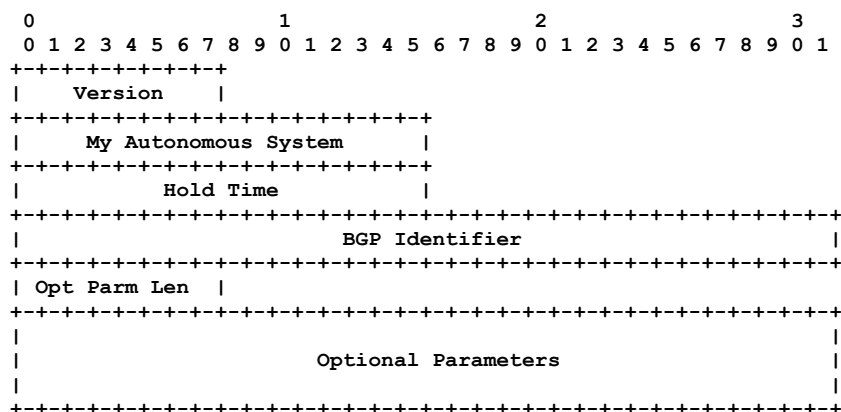 0                   1                   2                   3
0 1 2 3 4 5 6 7 8 9 0 1 2 3 4 5 6 7 8 9 0 1 2 3 4 5 6 7 8 9 0 1
+-+-+-+-+-+-+-+-+
|    Version    |
+-+-+-+-+-+-+-+-+-+-+-+-+-+-+-+-+
|     My Autonomous System      |
+-+-+-+-+-+-+-+-+-+-+-+-+-+-+-+-+
|           Hold Time           |
+-+-+-+-+-+-+-+-+-+-+-+-+-+-+-+-+-+-+-+-+-+-+-+-+-+-+-+-+-+-+-+-+
|                         BGP Identifier                        |
+-+-+-+-+-+-+-+-+-+-+-+-+-+-+-+-+-+-+-+-+-+-+-+-+-+-+-+-+-+-+-+-+
| Opt Parm Len  |
+-+-+-+-+-+-+-+-+-+-+-+-+-+-+-+-+-+-+-+-+-+-+-+-+-+-+-+-+-+-+-+-+
|                                                               |
|                       Optional Parameters                     |
|                                                               |
+-+-+-+-+-+-+-+-+-+-+-+-+-+-+-+-+-+-+-+-+-+-+-+-+-+-+-+-+-+-+-+-+